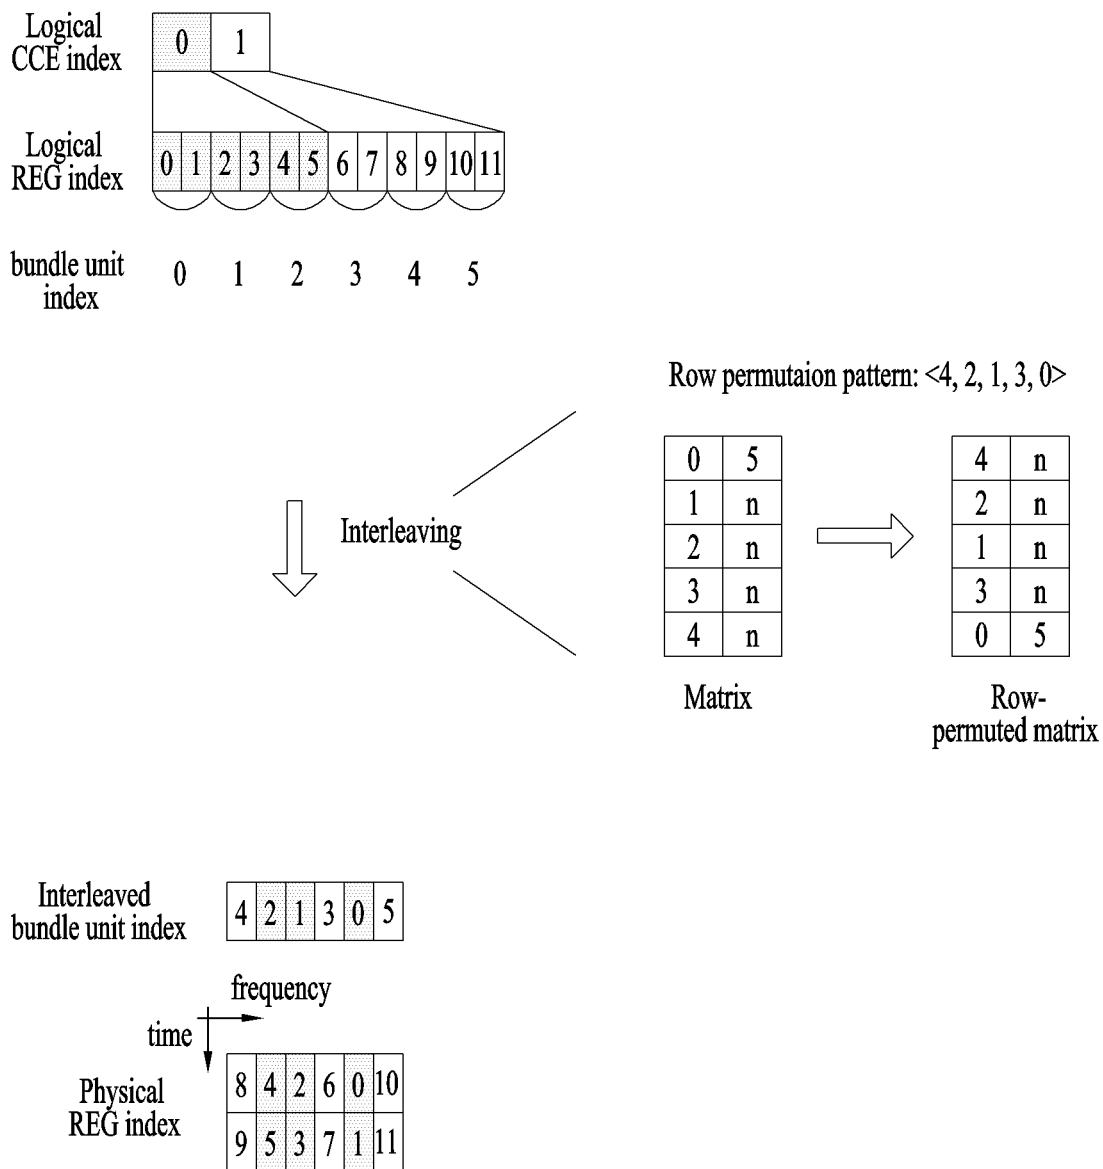 Logical
CCE index
0 1
Logical
REG index
0 1 2 3 4 5 6 7 8 9 10 11
bundle unit
index
0 1 2 3 4 5
Row permutaion pattern: <4, 2, 1, 3, 0>
Interleaving
0 5
1 n
2 n
3 n
4 n
Matrix
4 n
2 n
1 n
3 n
0 5
Row-
permuted matrix
Interleaved
bundle unit index
4 2 1 3 0 5
frequency
time
Physical
REG index
8 4 2 6 0 10
9 5 3 7 1 11